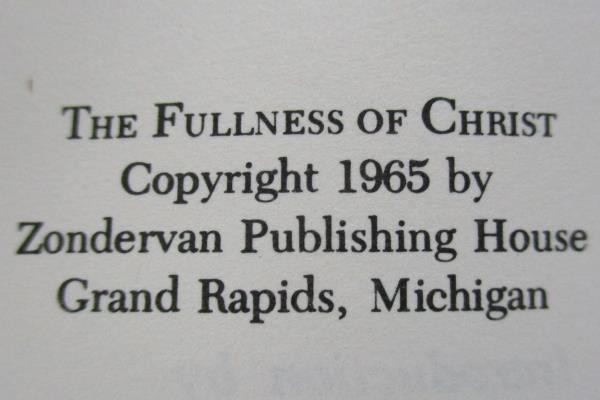 THE FULLNESS OF CHRIST
Copyright 1965 by
Zondervan Publishing House
Grand Rapids, Michigan